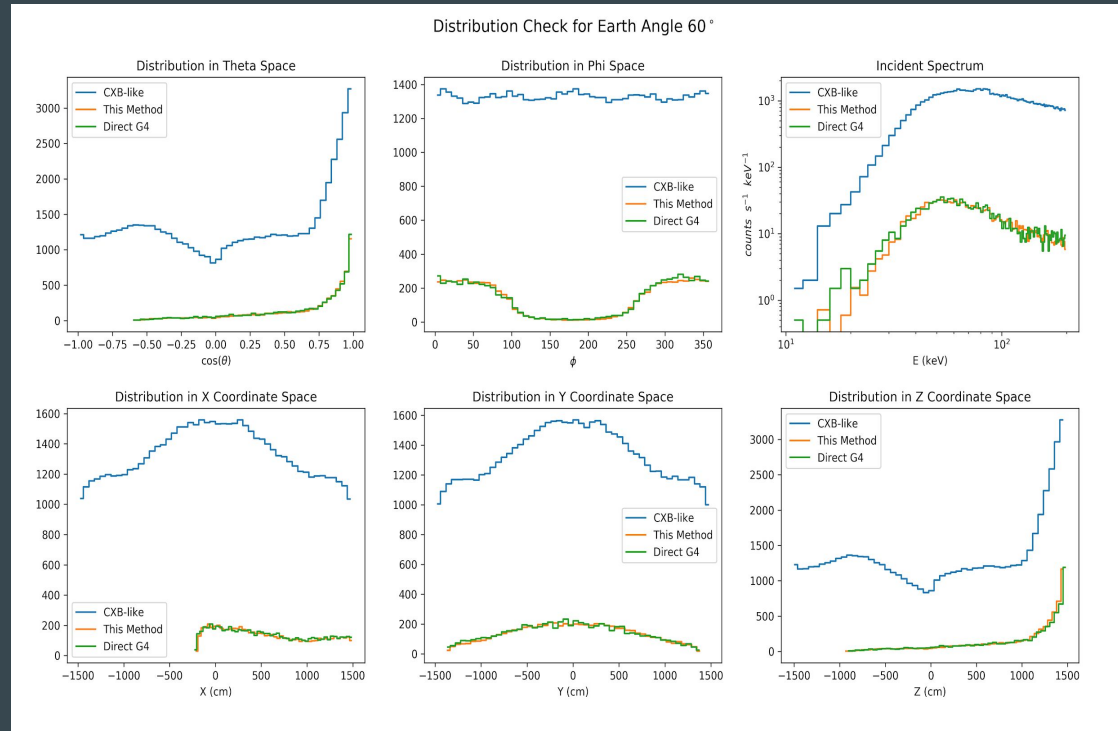 Distribution Check for Earth Angle 60°
Distribution in Theta Space
CXB-like
This Method
Direct G4
3000
2500
2000
1500
1000
500
0
−1.00 −0.75 −0.50 −0.25 0.00 0.25 0.50 0.75 1.00
cos(θ)
Distribution in Phi Space
1400
1200
1000
800
600
400
200
0
CXB-like
This Method
Direct G4
0 50 100 150 200 250 300 350
ϕ
Incident Spectrum
CXB-like
This Method
Direct G4
counts s⁻¹ keV⁻¹
10³
10²
10¹
10⁰
10¹ 10²
E (keV)
Distribution in X Coordinate Space
1600
1400
1200
1000
800
600
400
200
0
CXB-like
This Method
Direct G4
−1500 −1000 −500 0 500 1000 1500
X (cm)
Distribution in Y Coordinate Space
1600
1400
1200
1000
800
600
400
200
0
CXB-like
This Method
Direct G4
−1500 −1000 −500 0 500 1000 1500
Y (cm)
Distribution in Z Coordinate Space
CXB-like
This Method
Direct G4
3000
2500
2000
1500
1000
500
0
−1500 −1000 −500 0 500 1000 1500
Z (cm)